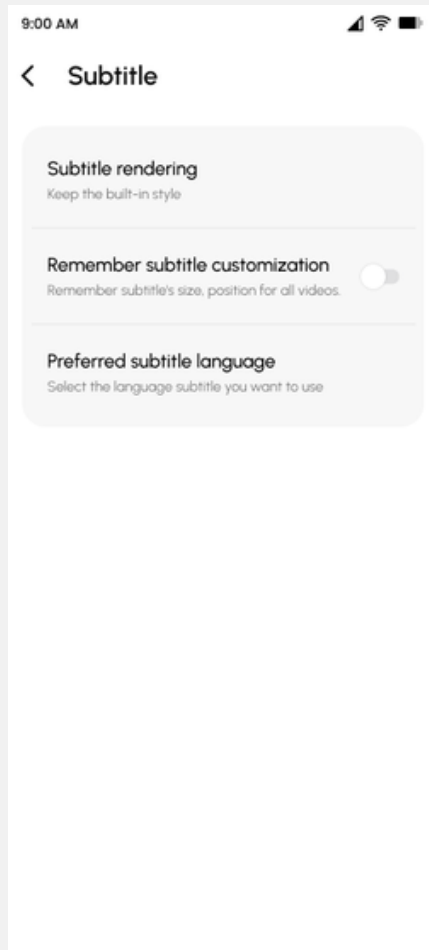 9:00 AM
Subtitle
Subtitle rendering
Keep the built-in style
Remember subtitle customization
Remember subtitle's size, position for all videos.
Preferred subtitle language
Select the language subtitle you want to use